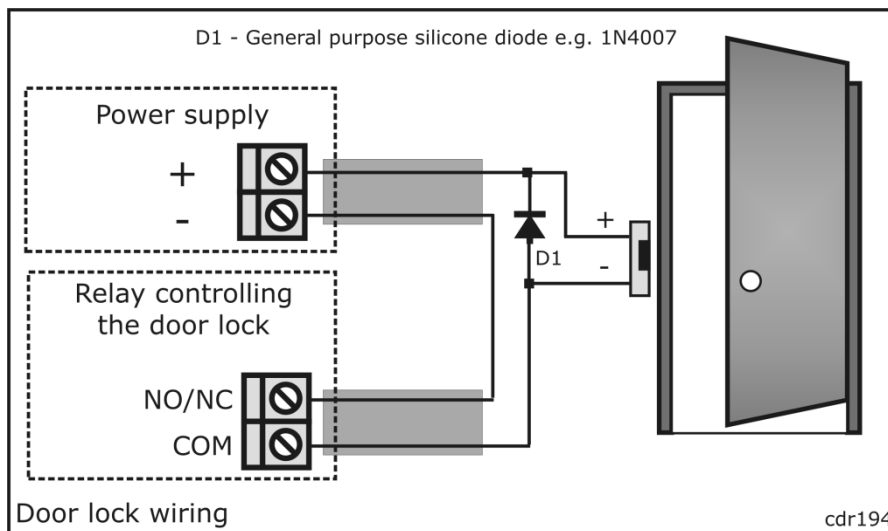 D1 - General purpose silicone diode e.g. 1N4007
Power supply
+
-
+
-
D1
Relay controlling
the door lock
NO/NC
COM
Door lock wiring
cdr194